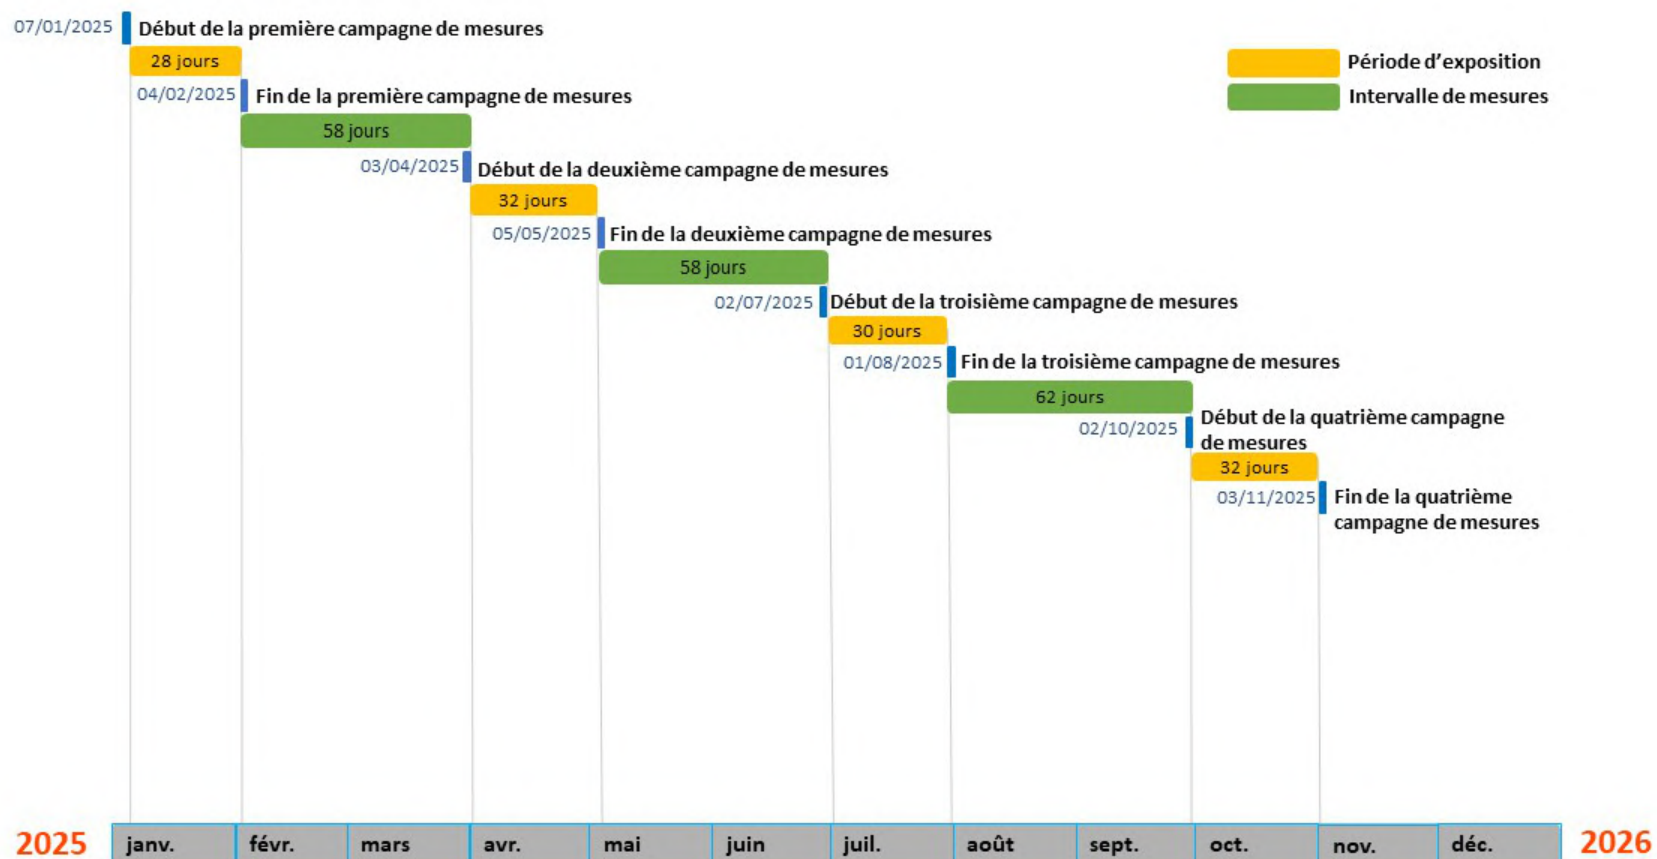 07/01/2025 Début de la première campagne de mesures
28 jours
Période d'exposition
04/02/2025 Fin de la première campagne de mesures
Intervalle de mesures
58 jours
03/04/2025 Début de la deuxième campagne de mesures
32 jours
05/05/2025 Fin de la deuxième campagne de mesures
58 jours
02/07/2025 Début de la troisième campagne de mesures
30 jours
01/08/2025 Fin de la troisième campagne de mesures
62 jours
02/10/2025 Début de la quatrième campagne
de mesures
32 jours
03/11/2025 Fin de la quatrième
campagne de mesures
2025 janv. févr. mars avr. mai juin juil. août sept. oct. nov. déc. 2026